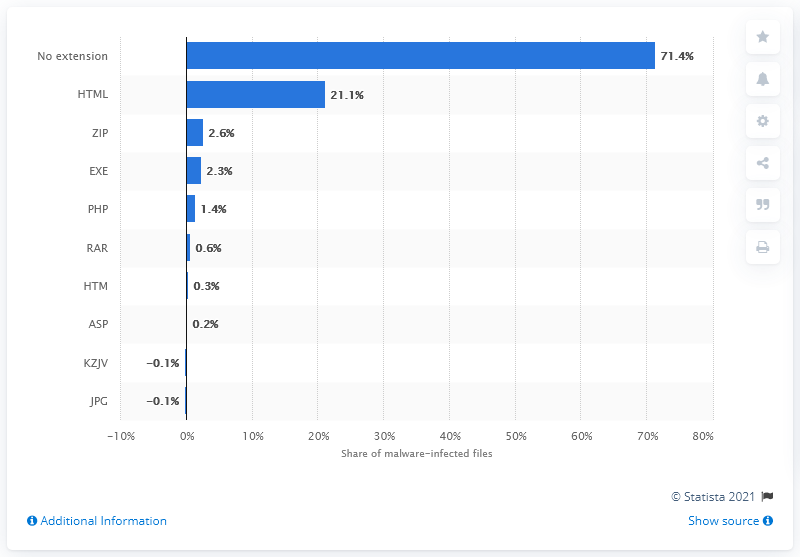 No extension 71.4%
HTML 21.1%
ZIP 2.6%
EXE 2.3%
PHP 1.4%
RAR 0.6%
HTM 0.3%
ASP 0.2%
KZJV −0.1%
JPG −0.1%
−10% 0% 10% 20% 30% 40% 50% 60% 70% 80%
Share of malware-infected files
© Statista 2021
Additional Information Show source